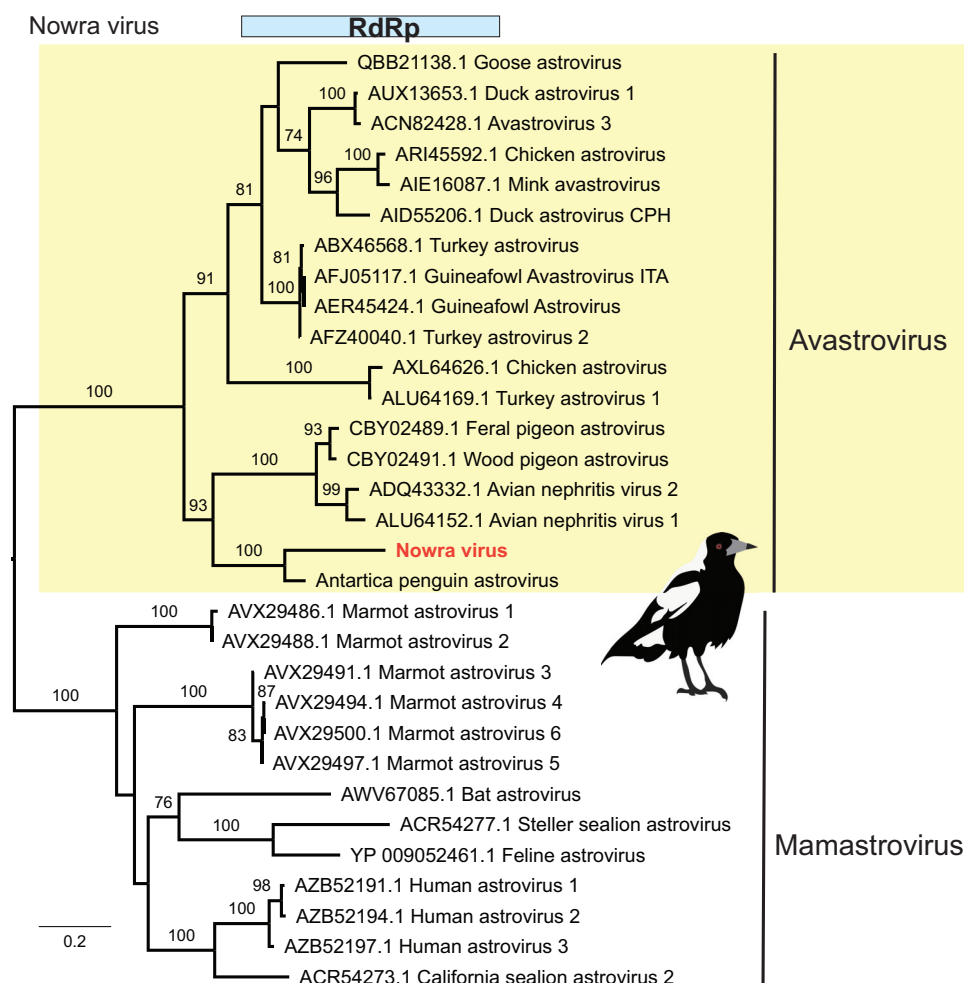 Nowra virus
RdRp
QBB21138.1 Goose astrovirus
100
AUX13653.1 Duck astrovirus 1
ACN82428.1 Avastrovirus 3
74
100
ARI45592.1 Chicken astrovirus
96
AIE16087.1 Mink avastrovirus
81
AID55206.1 Duck astrovirus CPH
ABX46568.1 Turkey astrovirus
81
91
AFJ05117.1 Guineafowl Avastrovirus ITA
100
AER45424.1 Guineafowl Astrovirus
AFZ40040.1 Turkey astrovirus 2
Avastrovirus
100
AXL64626.1 Chicken astrovirus
100
ALU64169.1 Turkey astrovirus 1
93
CBY02489.1 Feral pigeon astrovirus
100
CBY02491.1 Wood pigeon astrovirus
99
ADQ43332.1 Avian nephritis virus 2
93
ALU64152.1 Avian nephritis virus 1
100
Nowra virus
Antartica penguin astrovirus
100
AVX29486.1 Marmot astrovirus 1
AVX29488.1 Marmot astrovirus 2
AVX29491.1 Marmot astrovirus 3
100
100
87
AVX29494.1 Marmot astrovirus 4
83
AVX29500.1 Marmot astrovirus 6
AVX29497.1 Marmot astrovirus 5
76
AWV67085.1 Bat astrovirus
100
ACR54277.1 Steller sealion astrovirus
Mamastrovirus
YP 009052461.1 Feline astrovirus
98
AZB52191.1 Human astrovirus 1
100
AZB52194.1 Human astrovirus 2
100
AZB52197.1 Human astrovirus 3
0.2
ACR54273.1 California sealion astrovirus 2